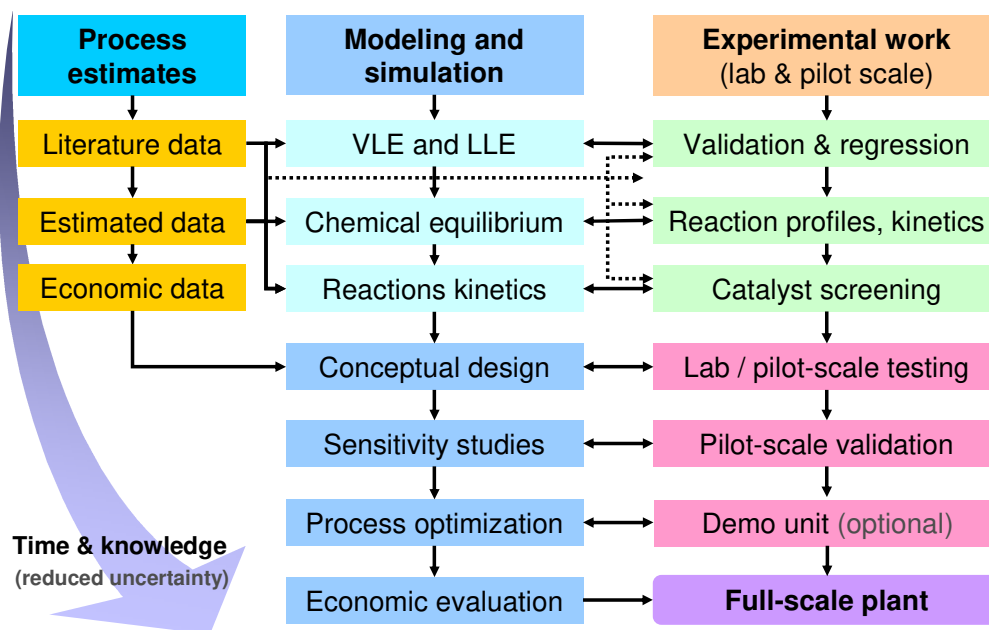 Process
estimates
Modeling and
simulation
Experimental work
(lab & pilot scale)
Literature data
VLE and LLE
Validation & regression
Estimated data
Chemical equilibrium
Reaction profiles, kinetics
Economic data
Reactions kinetics
Catalyst screening
Conceptual design
Lab / pilot-scale testing
Sensitivity studies
Pilot-scale validation
Process optimization
Demo unit (optional)
Time & knowledge
(reduced uncertainty)
Economic evaluation
Full-scale plant